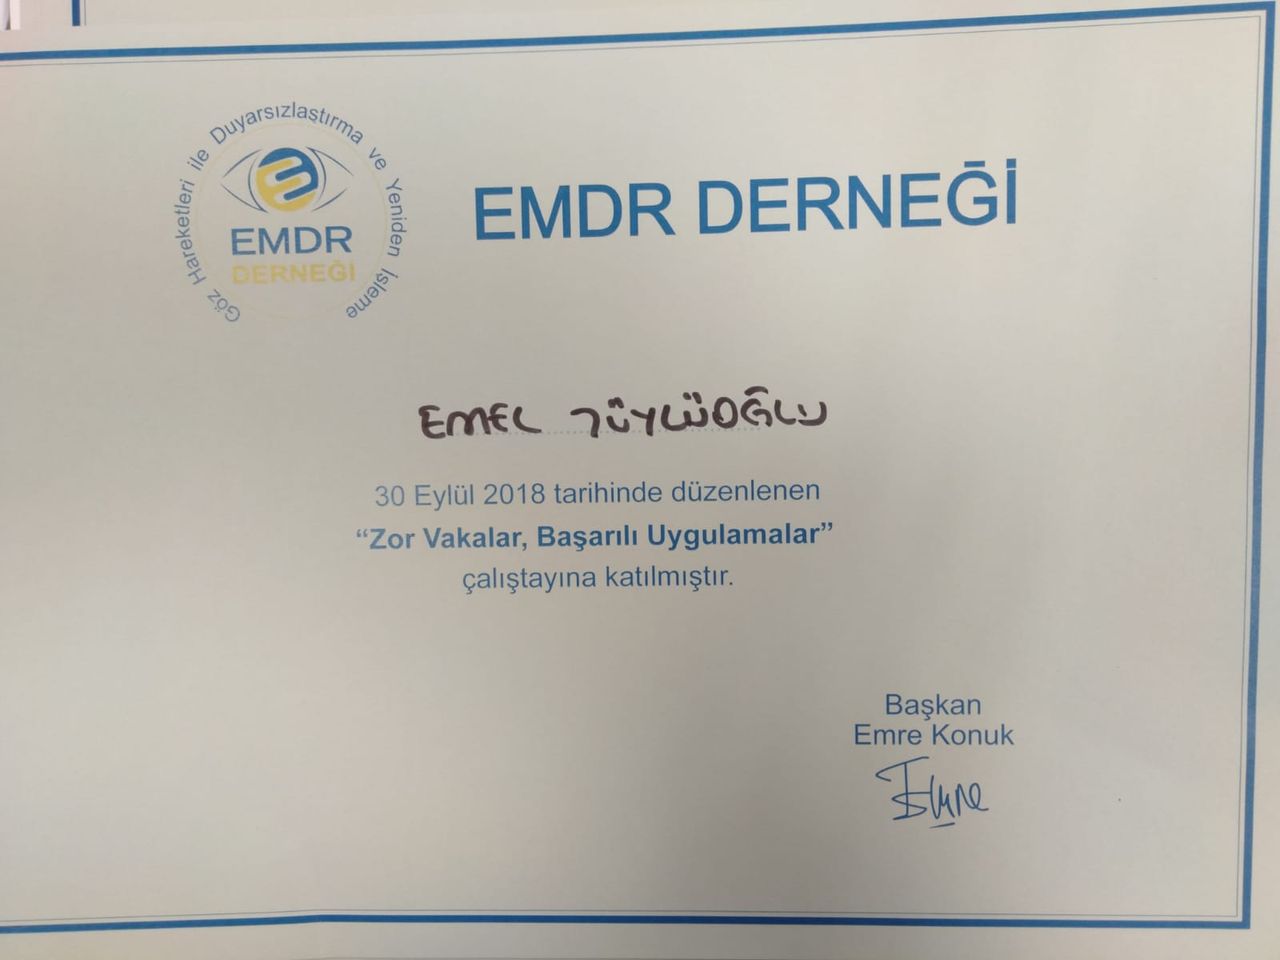 Göz Hareketleri ile Duyarsızlaştırma ve Yeniden İşleme
EMDR
DERNEĞİ
EMDR DERNEĞİ
EMEL TÜYLÜOĞLU
30 Eylül 2018 tarihinde düzenlenen
“Zor Vakalar, Başarılı Uygulamalar”
çalıştayına katılmıştır.
Başkan
Emre Konuk
Emre